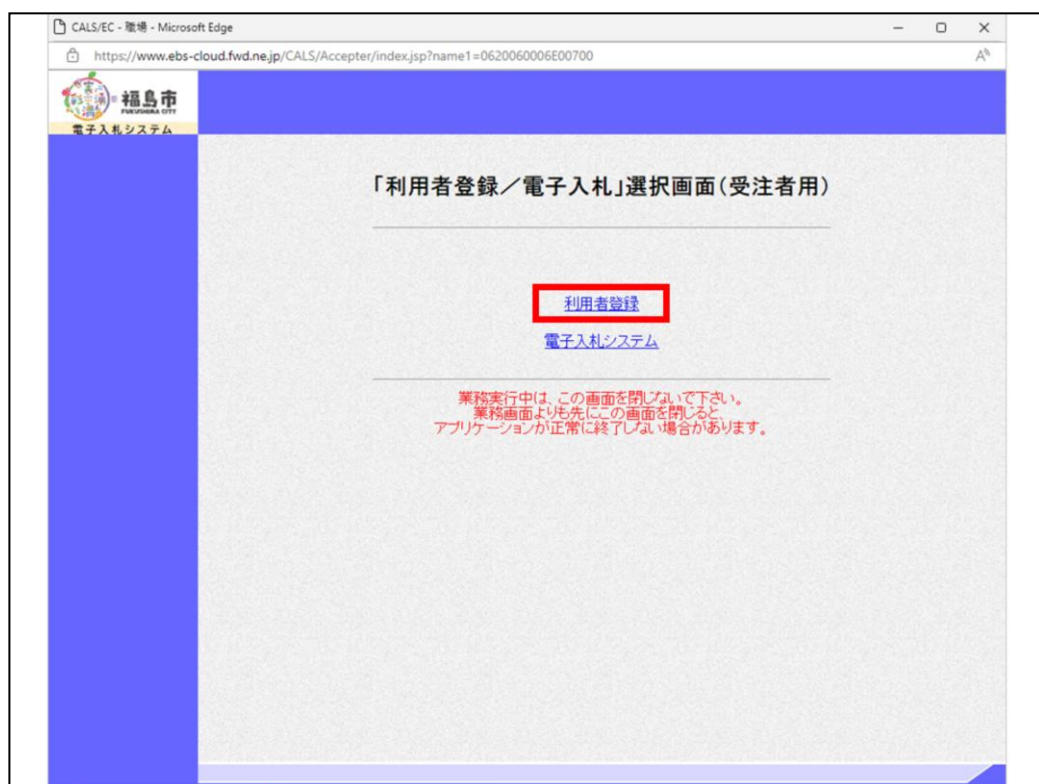 CALS/EC - 職場 - Microsoft Edge
https://www.ebs-cloud.fwd.ne.jp/CALS/Accepter/index.jsp?name1=0620060006E00700
福島市
FUKUSHIMA CITY
電子入札システム
「利用者登録／電子入札」選択画面（受注者用）
利用者登録
電子入札システム
業務実行中は、この画面を閉じないで下さい。
業務画面よりも先にこの画面を閉じると、
アプリケーションが正常に終了しない場合があります。